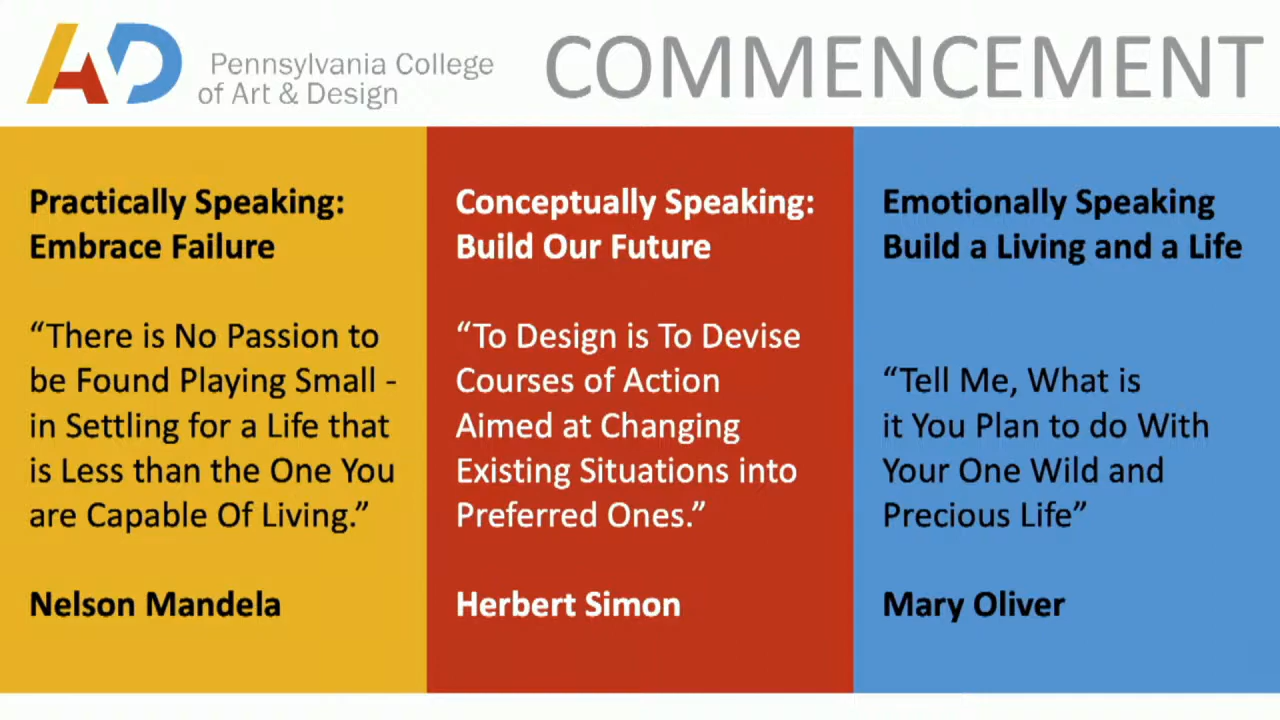 AD
Pennsylvania College
of Art & Design
COMMENCEMENT
Practically Speaking:
Embrace Failure
“There is No Passion to
be Found Playing Small -
in Settling for a Life that
is Less than the One You
are Capable Of Living.”
Nelson Mandela
Conceptually Speaking:
Build Our Future
“To Design is To Devise
Courses of Action
Aimed at Changing
Existing Situations into
Preferred Ones.”
Herbert Simon
Emotionally Speaking
Build a Living and a Life
“Tell Me, What is
it You Plan to do With
Your One Wild and
Precious Life”
Mary Oliver